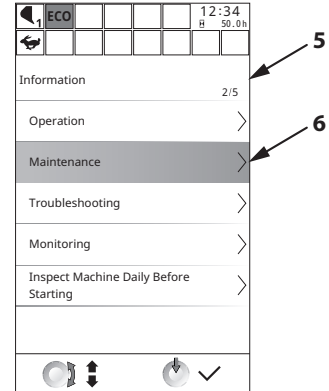 1 ECO 12:34
H 50.0h
5
Information
2/5
Operation
6
Maintenance
Troubleshooting
Monitoring
Inspect Machine Daily Before
Starting